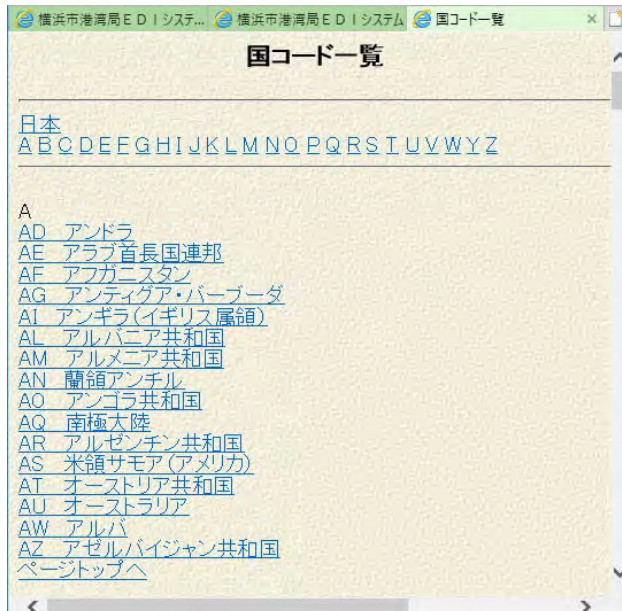 横浜市港湾局EDIシステ... 横浜市港湾局EDIシステム 国コード一覧
国コード一覧
日本
A B C D E F G H I J K L M N O P Q R S T U V W Y Z
A
AD アンドラ
AE アラブ首長国連邦
AF アフガニスタン
AG アンティグア・バーブーダ
AI アンギラ(イギリス属領)
AL アルバニア共和国
AM アルメニア共和国
AN 蘭領アンチル
AO アンゴラ共和国
AQ 南極大陸
AR アルゼンチン共和国
AS 米領サモア(アメリカ)
AT オーストリア共和国
AU オーストラリア
AW アルバ
AZ アゼルバイジャン共和国
ページトップへ